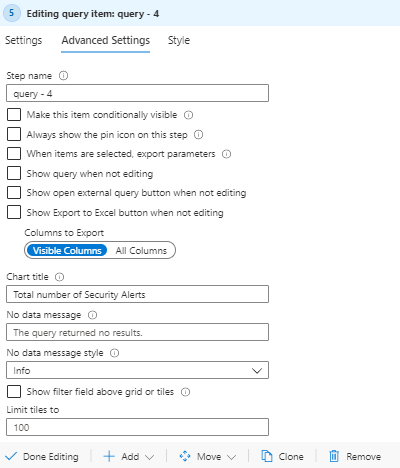 5 Editing query item: query - 4
Settings Advanced Settings Style
Step name
query - 4
Make this item conditionally visible
Always show the pin icon on this step
When items are selected, export parameters
Show query when not editing
Show open external query button when not editing
Show Export to Excel button when not editing
Columns to Export
Visible Columns All Columns
Chart title
Total number of Security Alerts
No data message
The query returned no results.
No data message style
Info
Show filter field above grid or tiles
Limit tiles to
100
Done Editing Add Move Clone Remove